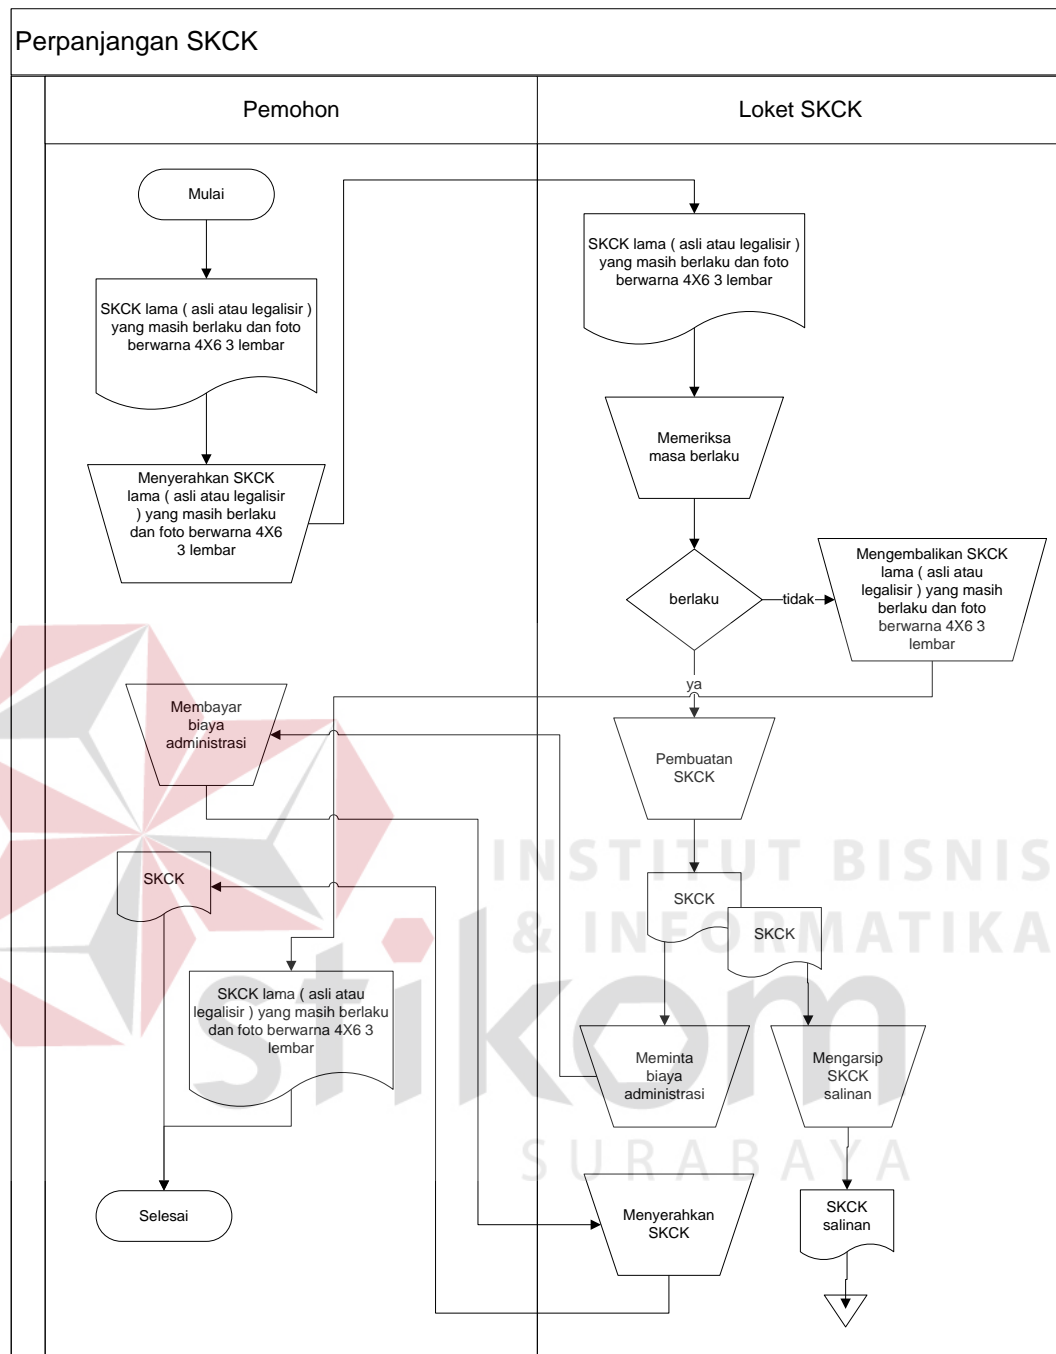 Perpanjangan SKCK
Pemohon
Loket SKCK
Mulai
SKCK lama ( asli atau legalisir )
yang masih berlaku dan foto
berwarna 4X6 3 lembar
Menyerahkan SKCK
lama ( asli atau legalisir
) yang masih berlaku
dan foto berwarna 4X6
3 lembar
SKCK lama ( asli atau legalisir )
yang masih berlaku dan foto
berwarna 4X6 3 lembar
Memeriksa
masa berlaku
berlaku
tidak
Mengembalikan SKCK
lama ( asli atau
legalisir ) yang masih
berlaku dan foto
berwarna 4X6 3
lembar
ya
Membayar
biaya
administrasi
Pembuatan
SKCK
SKCK
SKCK
SKCK
SKCK lama ( asli atau
legalisir ) yang masih berlaku
dan foto berwarna 4X6 3
lembar
Meminta
biaya
administrasi
Mengarsip
SKCK
salinan
Selesai
Menyerahkan
SKCK
SKCK
salinan
INSTITUT BISNIS
& INFORMATIKA
stikom
SURABAYA